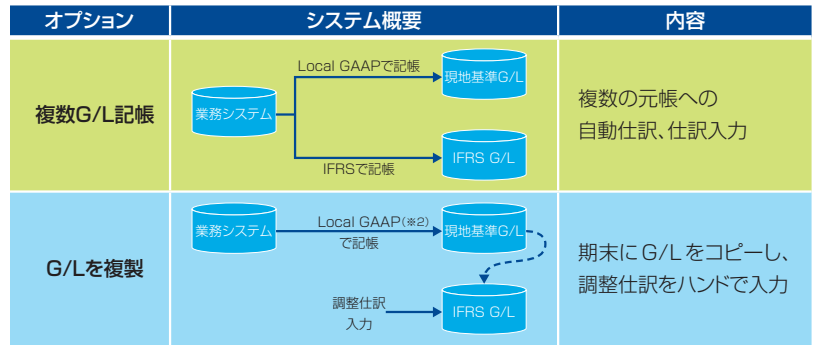 オプション
システム概要
内容
複数G/L記帳
業務システム
Local GAAPで記帳
現地基準G/L
IFRSで記帳
IFRS G/L
複数の元帳への
自動仕訳、仕訳入力
G/Lを複製
業務システム
Local GAAP(※2)
で記帳
現地基準G/L
調整仕訳
入力
IFRS G/L
期末にG/Lをコピーし、
調整仕訳をハンドで入力